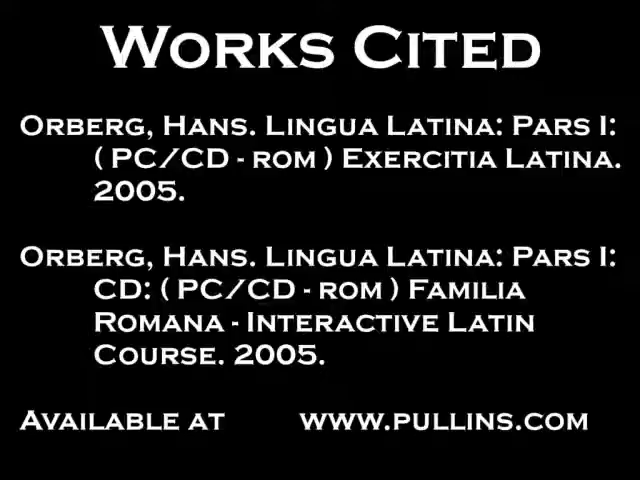 Works Cited
Orberg, Hans. Lingua Latina: Pars I:
( PC/CD - rom ) Exercitia Latina.
2005.
Orberg, Hans. Lingua Latina: Pars I:
CD: ( PC/CD - rom ) Familia
Romana - Interactive Latin
Course. 2005.
Available at www.pullins.com